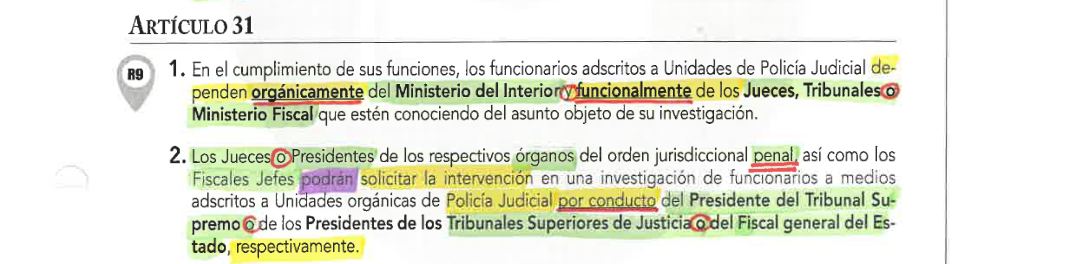 ARTÍCULO 31
R9
1. En el cumplimiento de sus funciones, los funcionarios adscritos a Unidades de Policía Judicial de-
penden orgánicamente del Ministerio del Interior y funcionalmente de los Jueces, Tribunales o
Ministerio Fiscal que estén conociendo del asunto objeto de su investigación.
2. Los Jueces o Presidentes de los respectivos órganos del orden jurisdiccional penal, así como los
Fiscales Jefes podrán solicitar la intervención en una investigación de funcionarios a medios
adscritos a Unidades orgánicas de Policía Judicial por conducto del Presidente del Tribunal Su-
premo o de los Presidentes de los Tribunales Superiores de Justicia o del Fiscal general del Es-
tado, respectivamente.